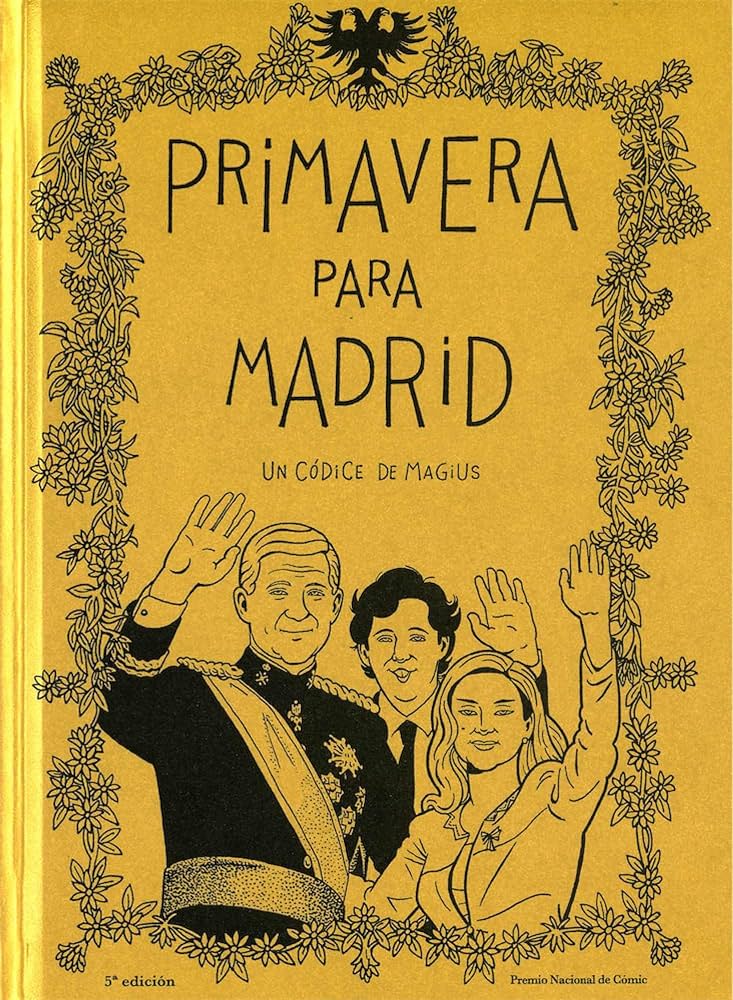 PRiMAVERA
PARA
MADRiD
UN CÓDiCE DE MAGiUS
5ª edición
Premio Nacional de Cómic